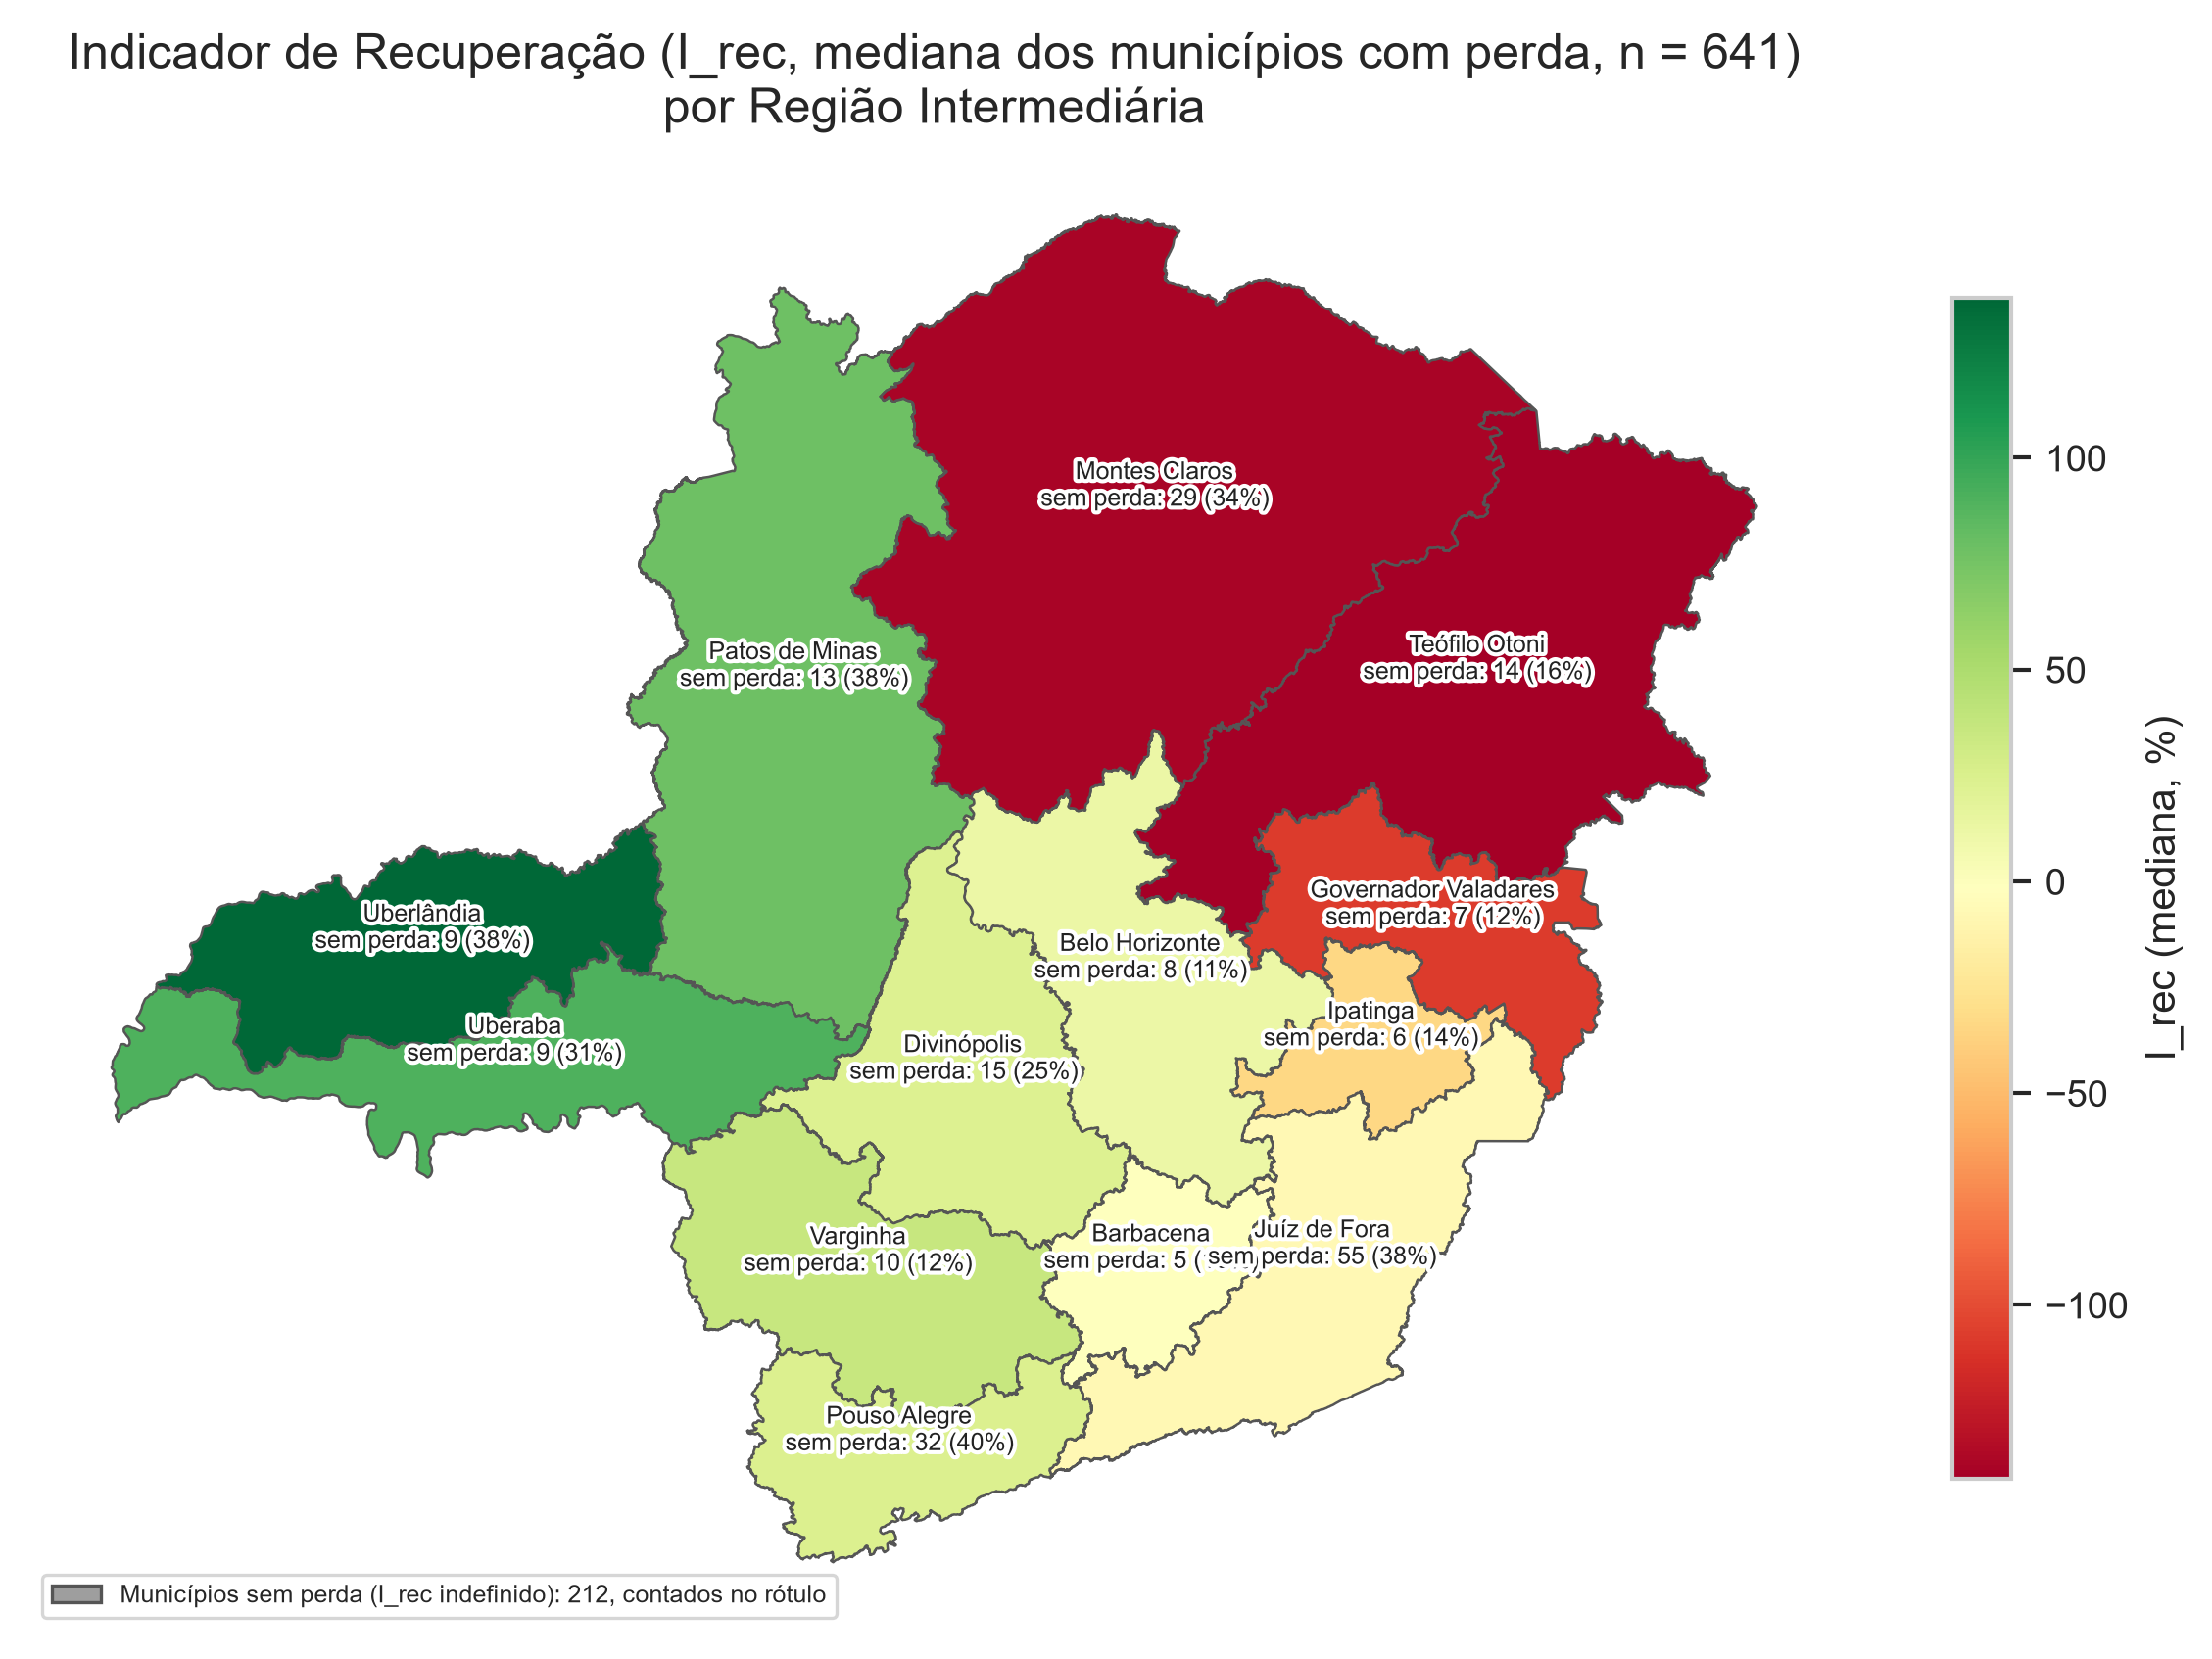 Indicador de Recuperação (I_rec, mediana dos municípios com perda, n = 641)
por Região Intermediária
Montes Claros
sem perda: 29 (34%)
Teófilo Otoni
sem perda: 14 (16%)
Patos de Minas
sem perda: 13 (38%)
Governador Valadares
sem perda: 7 (12%)
Uberlândia
sem perda: 9 (38%)
Belo Horizonte
sem perda: 8 (11%)
Ipatinga
sem perda: 6 (14%)
Uberaba
sem perda: 9 (31%)
Divinópolis
sem perda: 15 (25%)
Varginha
sem perda: 10 (12%)
Barbacena
sem perda: 5
Juíz de Fora
sem perda: 55 (38%)
Pouso Alegre
sem perda: 32 (40%)
100
50
0
−50
−100
I_rec (mediana, %)
Municípios sem perda (I_rec indefinido): 212, contados no rótulo